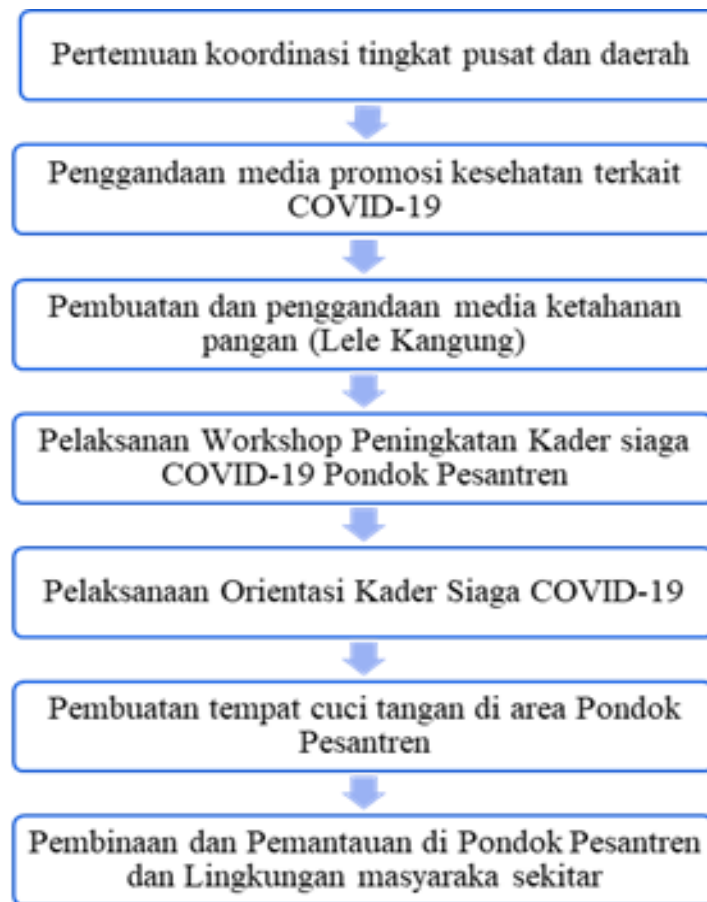 Pertemuan koordinasi tingkat pusat dan daerah
Penggandaan media promosi kesehatan terkait
COVID-19
Pembuatan dan penggandaan media ketahanan
pangan (Lele Kangung)
Pelaksanan Workshop Peningkatan Kader siaga
COVID-19 Pondok Pesantren
Pelaksanaan Orientasi Kader Siaga COVID-19
Pembuatan tempat cuci tangan di area Pondok
Pesantren
Pembinaan dan Pemantauan di Pondok Pesantren
dan Lingkungan masyaraka sekitar